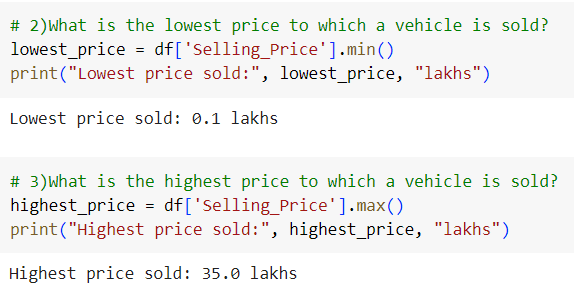 # 2)What is the lowest price to which a vehicle is sold?
lowest_price = df['Selling_Price'].min()
print("Lowest price sold:", lowest_price, "lakhs")
Lowest price sold: 0.1 lakhs
# 3)What is the highest price to which a vehicle is sold?
highest_price = df['Selling_Price'].max()
print("Highest price sold:", highest_price, "lakhs")
Highest price sold: 35.0 lakhs